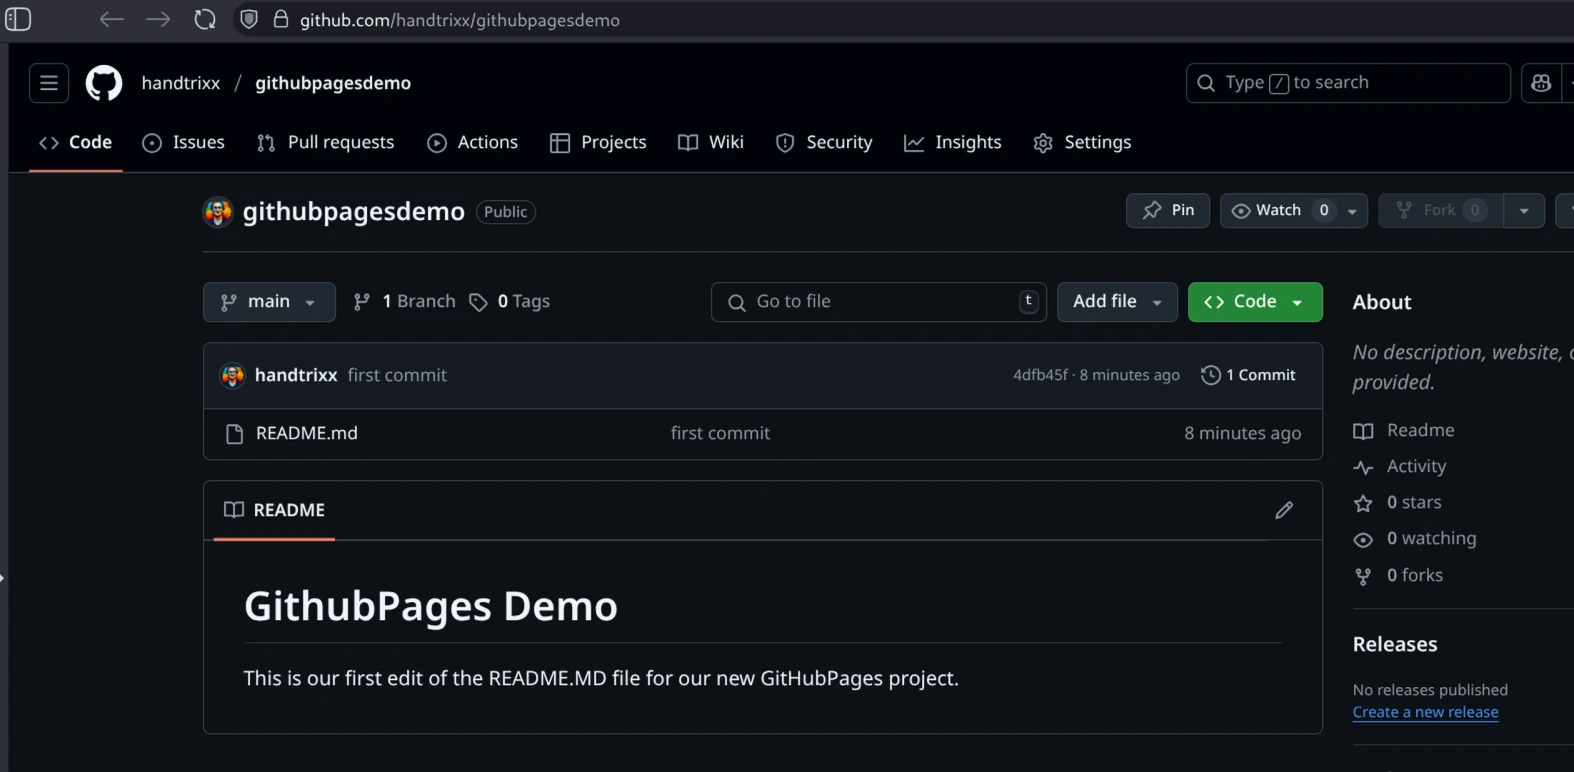 github.com/handtrixx/githubpagesdemo
handtrixx / githubpagesdemo
Type / to search
Code Issues Pull requests Actions Projects Wiki Security Insights Settings
githubpagesdemo Public
Pin Watch 0 Fork 0
main 1 Branch 0 Tags
Go to file t Add file Code
handtrixx first commit 4dfb45f · 8 minutes ago 1 Commit
README.md first commit 8 minutes ago
README
GithubPages Demo
This is our first edit of the README.MD file for our new GitHubPages project.
About
No description, website,
provided.
Readme
Activity
0 stars
0 watching
0 forks
Releases
No releases published
Create a new release